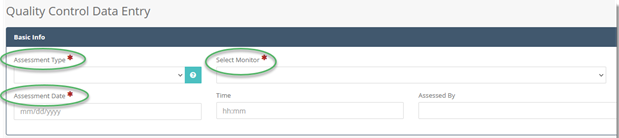 Quality Control Data Entry
Basic Info
Assessment Type * Select Monitor *
?
Assessment Date * Time Assessed By
mm/dd/yyyy hh:mm